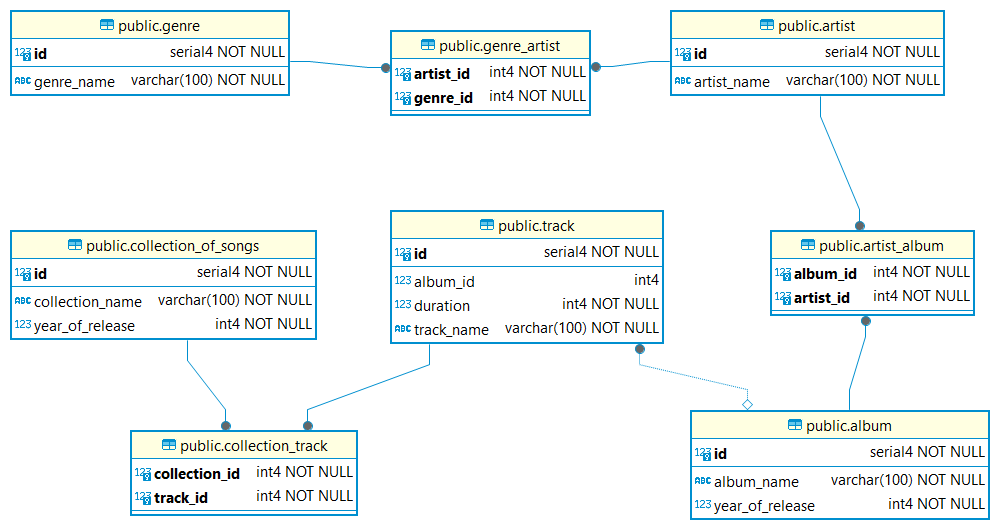 public.genre
123 id serial4 NOT NULL
ABC genre_name varchar(100) NOT NULL
public.genre_artist
123 artist_id int4 NOT NULL
123 genre_id int4 NOT NULL
public.artist
123 id serial4 NOT NULL
ABC artist_name varchar(100) NOT NULL
public.collection_of_songs
123 id serial4 NOT NULL
ABC collection_name varchar(100) NOT NULL
123 year_of_release int4 NOT NULL
public.track
123 id serial4 NOT NULL
123 album_id int4
123 duration int4 NOT NULL
ABC track_name varchar(100) NOT NULL
public.artist_album
123 album_id int4 NOT NULL
123 artist_id int4 NOT NULL
public.collection_track
123 collection_id int4 NOT NULL
123 track_id int4 NOT NULL
public.album
123 id serial4 NOT NULL
ABC album_name varchar(100) NOT NULL
123 year_of_release int4 NOT NULL